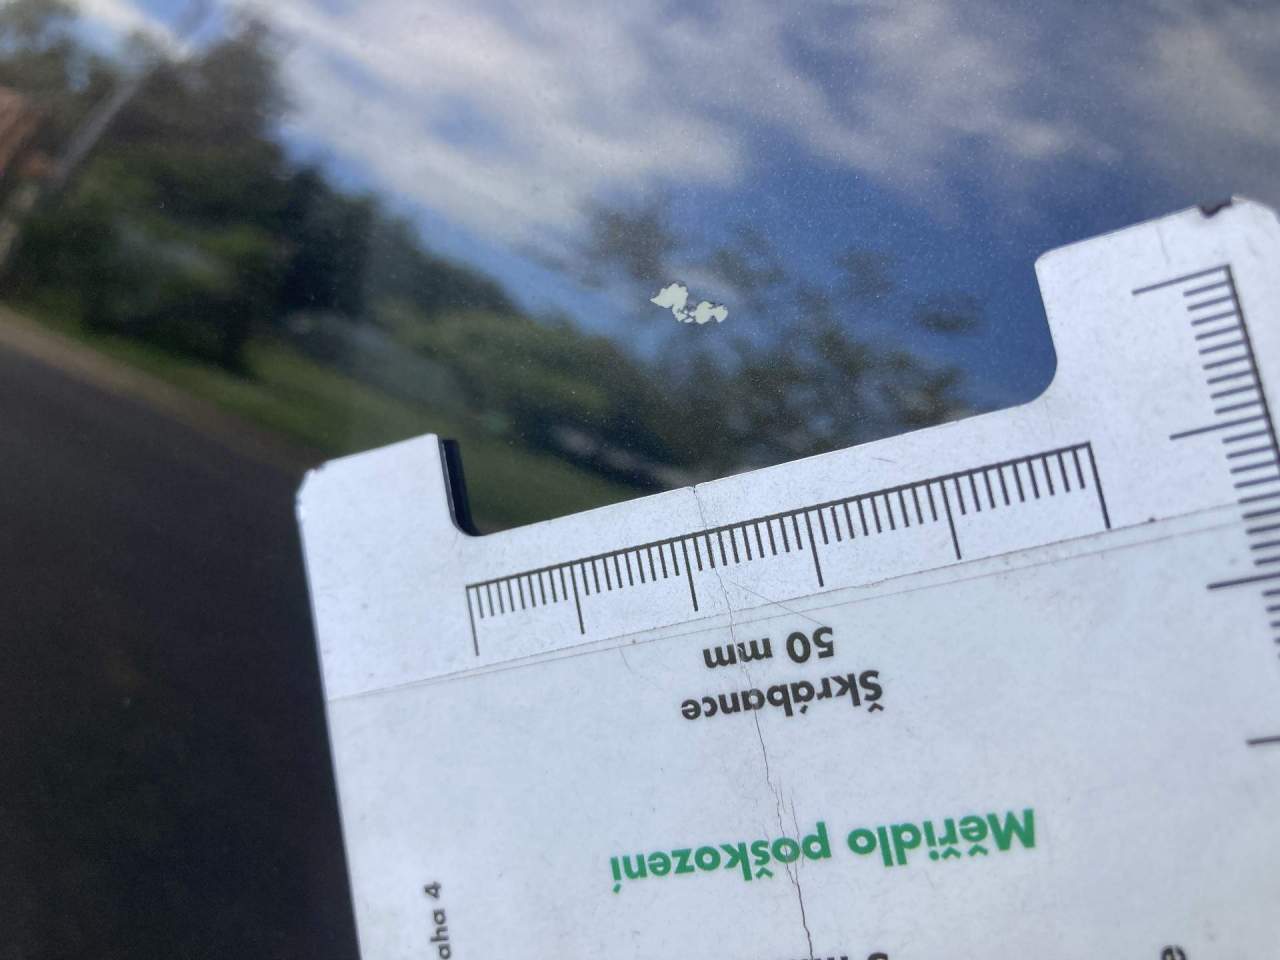 Měřidlo poškození
Škrábance
50 mm
aha 4